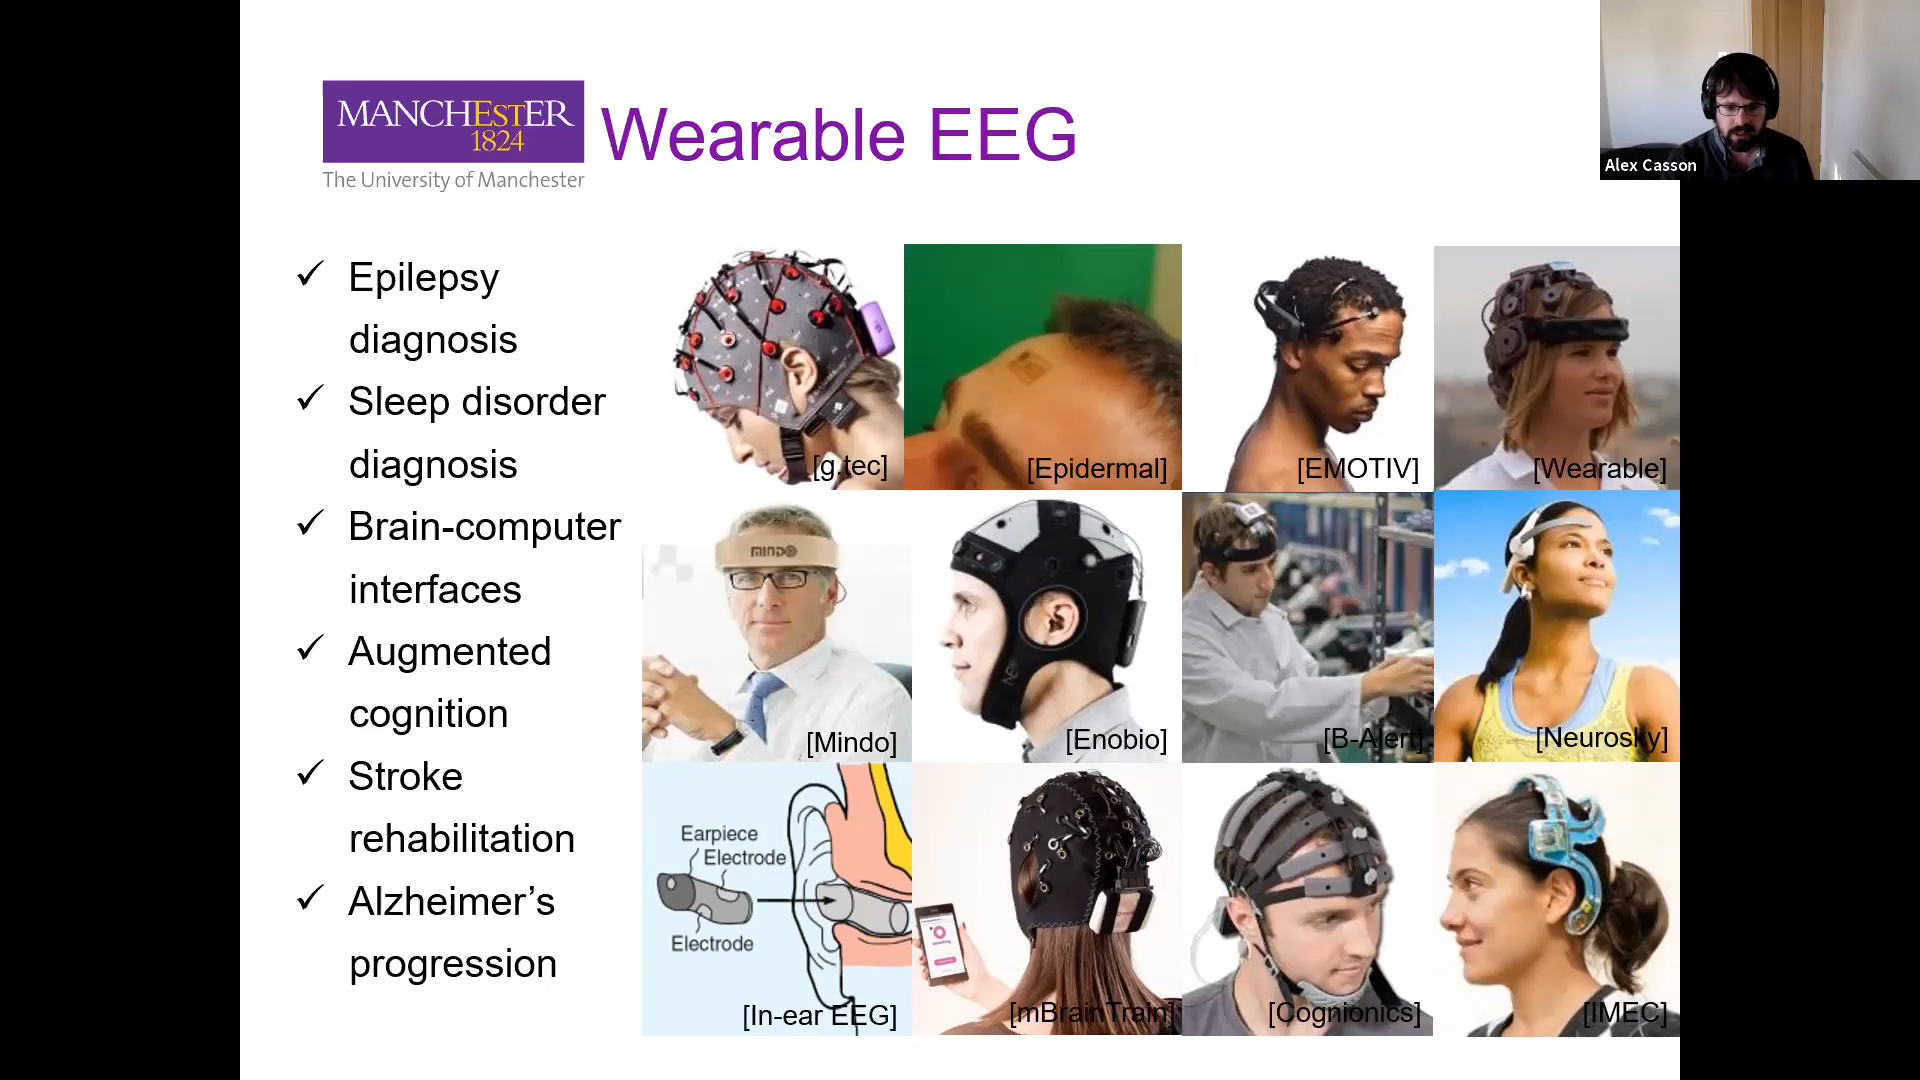 MANCHESTER
1824
The University of Manchester
Wearable EEG
Alex Casson
✓ Epilepsy
diagnosis
✓ Sleep disorder
diagnosis
✓ Brain-computer
interfaces
✓ Augmented
cognition
✓ Stroke
rehabilitation
✓ Alzheimer’s
progression
[g.tec]
[Epidermal]
[EMOTIV]
[Wearable]
MINDO
[Mindo]
[Enobio]
[B-Alert]
[Neurosky]
Earpiece
Electrode
Electrode
[In-ear EEG]
[mBrainTrain]
[Cognionics]
[IMEC]